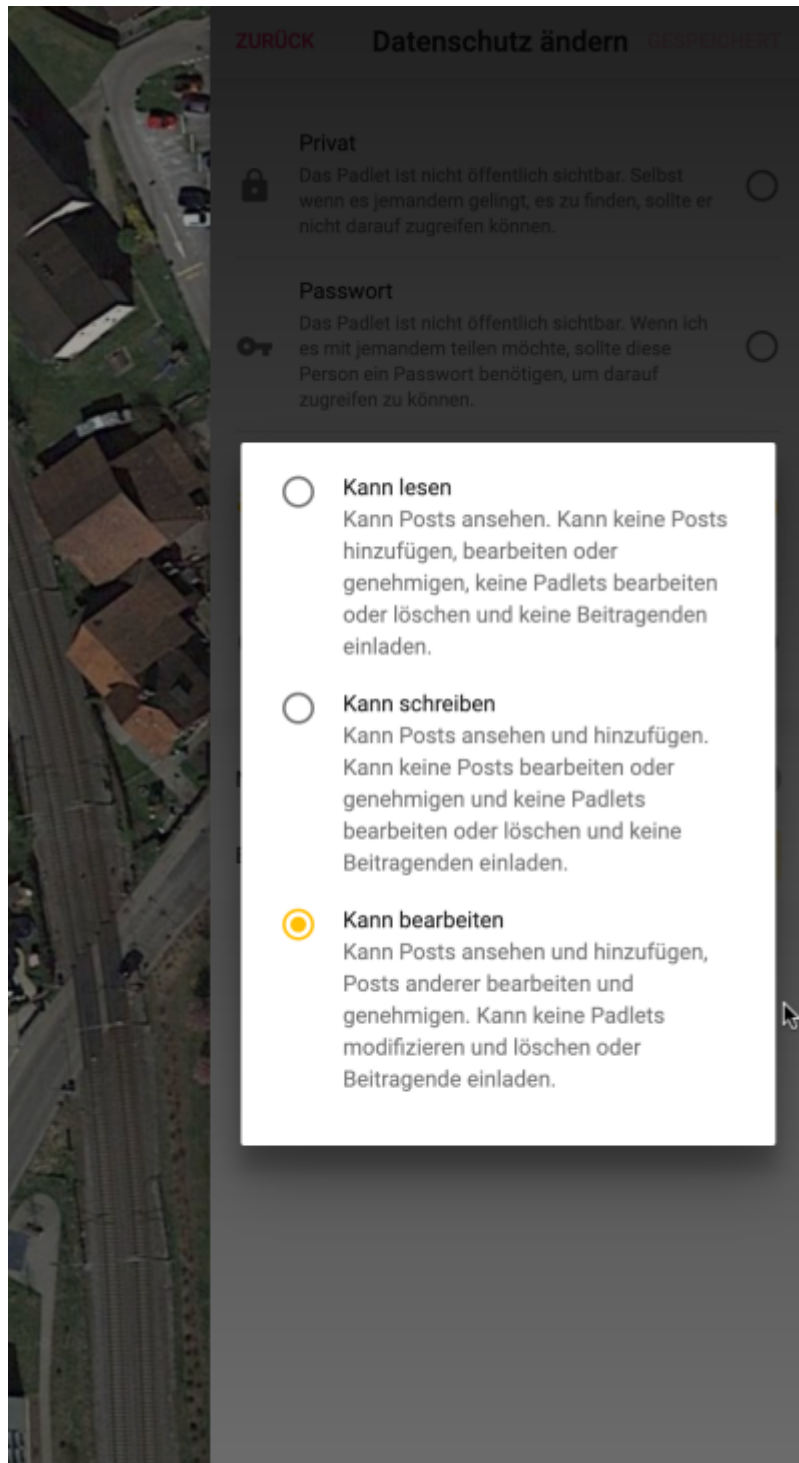 ZURÜCK Datenschutz ändern GESPEICHERT
Privat
Das Padlet ist nicht öffentlich sichtbar. Selbst
wenn es jemandem gelingt, es zu finden, sollte er
nicht darauf zugreifen können.
Passwort
Das Padlet ist nicht öffentlich sichtbar. Wenn ich
es mit jemandem teilen möchte, sollte diese
Person ein Passwort benötigen, um darauf
zugreifen zu können.
Kann lesen
Kann Posts ansehen. Kann keine Posts
hinzufügen, bearbeiten oder
genehmigen, keine Padlets bearbeiten
oder löschen und keine Beitragenden
einladen.
Kann schreiben
Kann Posts ansehen und hinzufügen.
Kann keine Posts bearbeiten oder
genehmigen und keine Padlets
bearbeiten oder löschen und keine
Beitragenden einladen.
Kann bearbeiten
Kann Posts ansehen und hinzufügen,
Posts anderer bearbeiten und
genehmigen. Kann keine Padlets
modifizieren und löschen oder
Beitragende einladen.